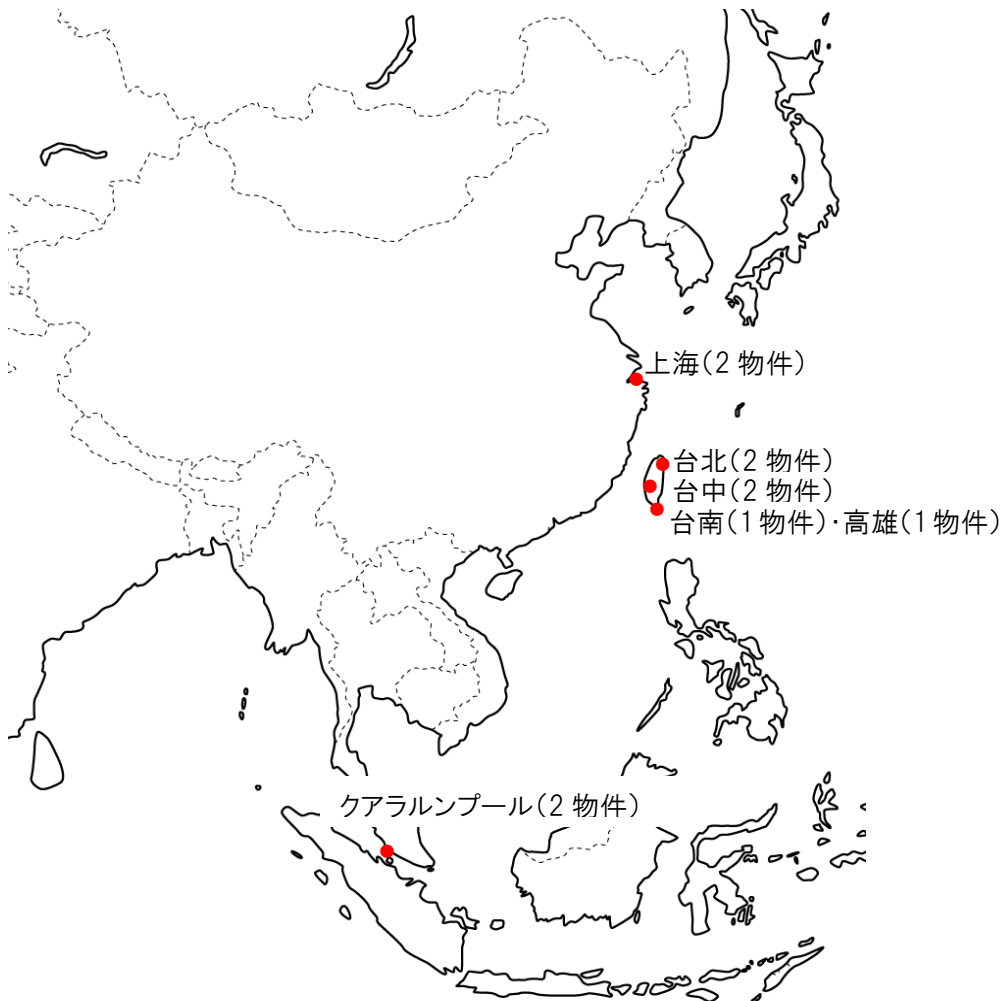 上海（2 物件）
台北（2 物件）
台中（2 物件）
台南（1 物件）・高雄（1 物件）
クアラルンプール（2 物件）